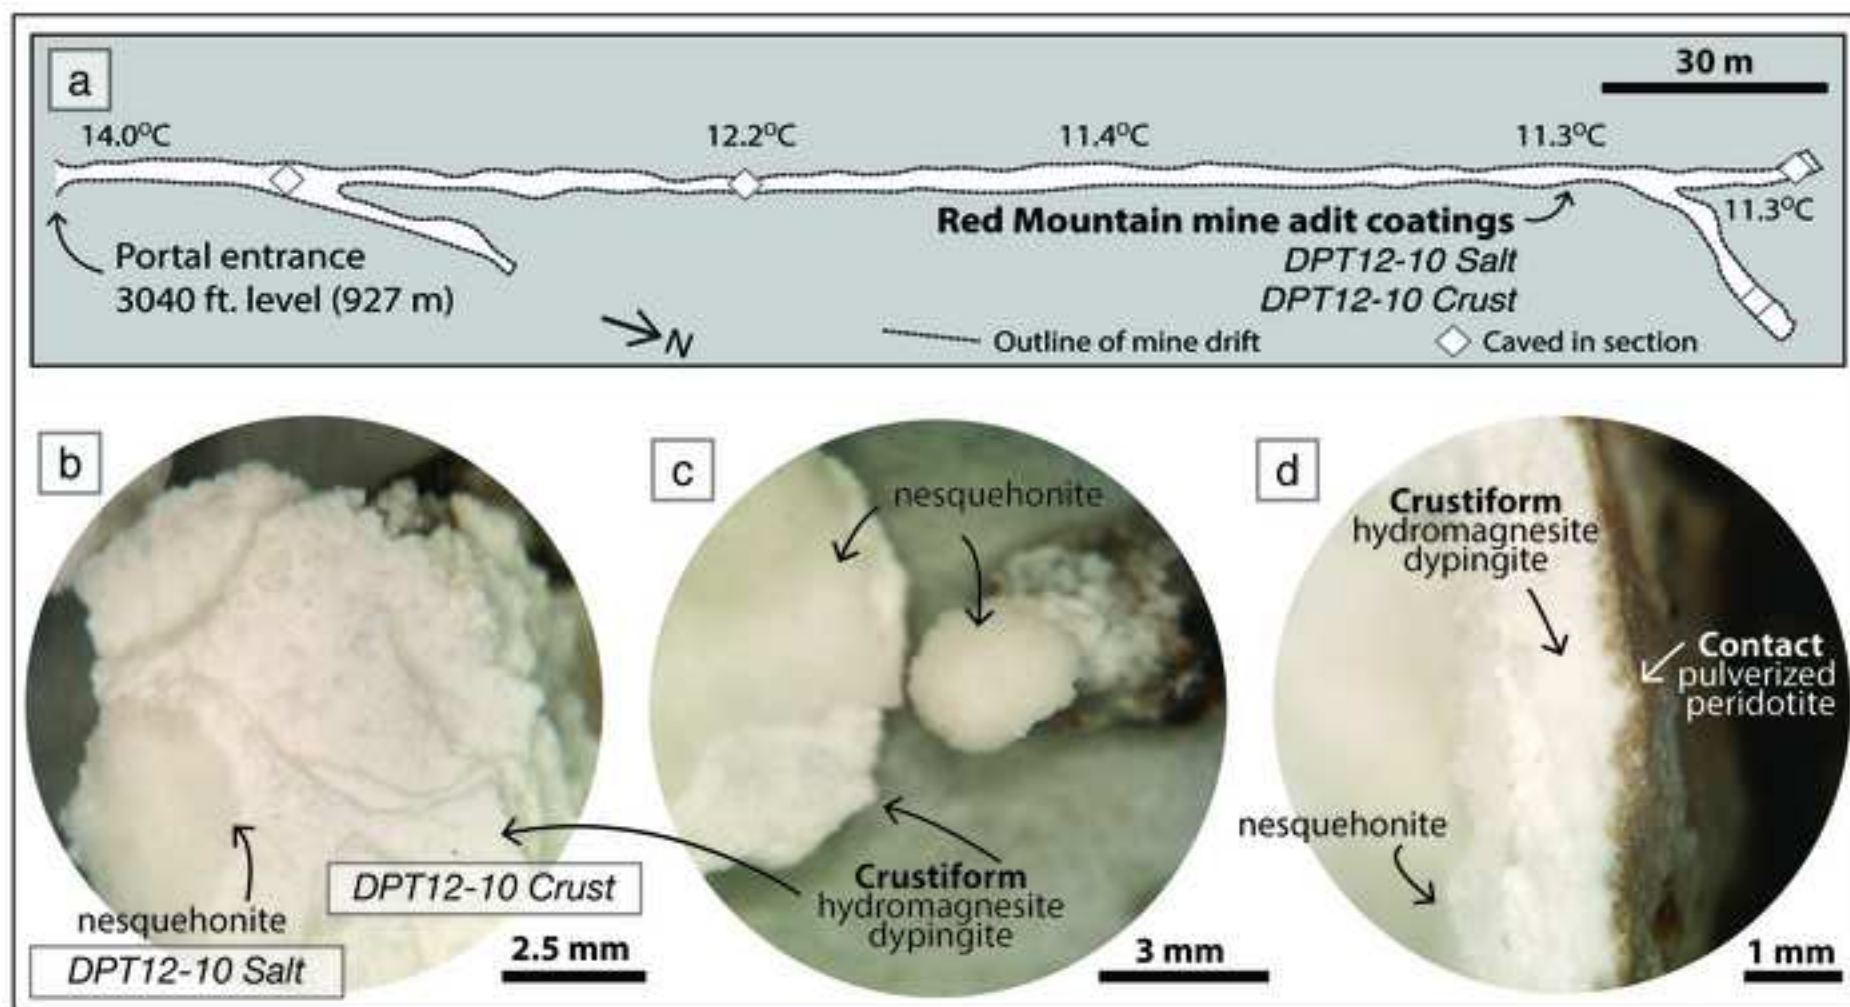 a
30 m
14.0°C
12.2°C
11.4°C
11.3°C
11.3°C
Portal entrance
3040 ft. level (927 m)
Red Mountain mine adit coatings
DPT12-10 Salt
DPT12-10 Crust
N
Outline of mine drift
Caved in section
b
nesquehonite
DPT12-10 Salt
DPT12-10 Crust
2.5 mm
c
nesquehonite
Crustiform
hydromagnesite
dypingite
3 mm
d
Crustiform
hydromagnesite
dypingite
Contact
pulverized
peridotite
nesquehonite
1 mm